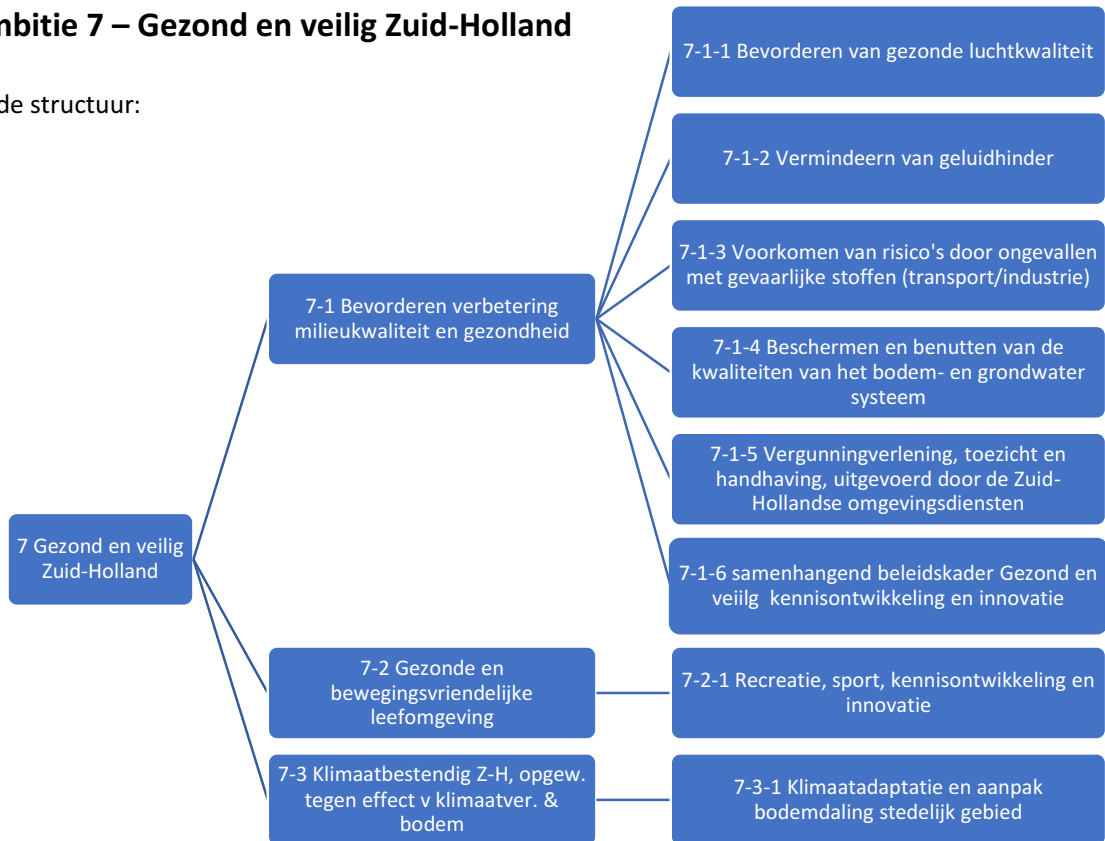 mbitie 7 – Gezond en veilig Zuid-Holland
de structuur:
7-1-1 Bevorderen van gezonde luchtkwaliteit
7-1-2 Vermindeern van geluidhinder
7-1-3 Voorkomen van risico's door ongevallen
met gevaarlijke stoffen (transport/industrie)
7-1 Bevorderen verbetering
milieukwaliteit en gezondheid
7-1-4 Beschermen en benutten van de
kwaliteiten van het bodem- en grondwater
systeem
7-1-5 Vergunningverlening, toezicht en
handhaving, uitgevoerd door de Zuid-
Hollandse omgevingsdiensten
7 Gezond en veilig
Zuid-Holland
7-1-6 samenhangend beleidskader Gezond en
veiilg kennisontwikkeling en innovatie
7-2 Gezonde en
bewegingsvriendelijke
leefomgeving
7-2-1 Recreatie, sport, kennisontwikkeling en
innovatie
7-3 Klimaatbestendig Z-H, opgew.
tegen effect v klimaatver. &
bodem
7-3-1 Klimaatadaptatie en aanpak
bodemdaling stedelijk gebied